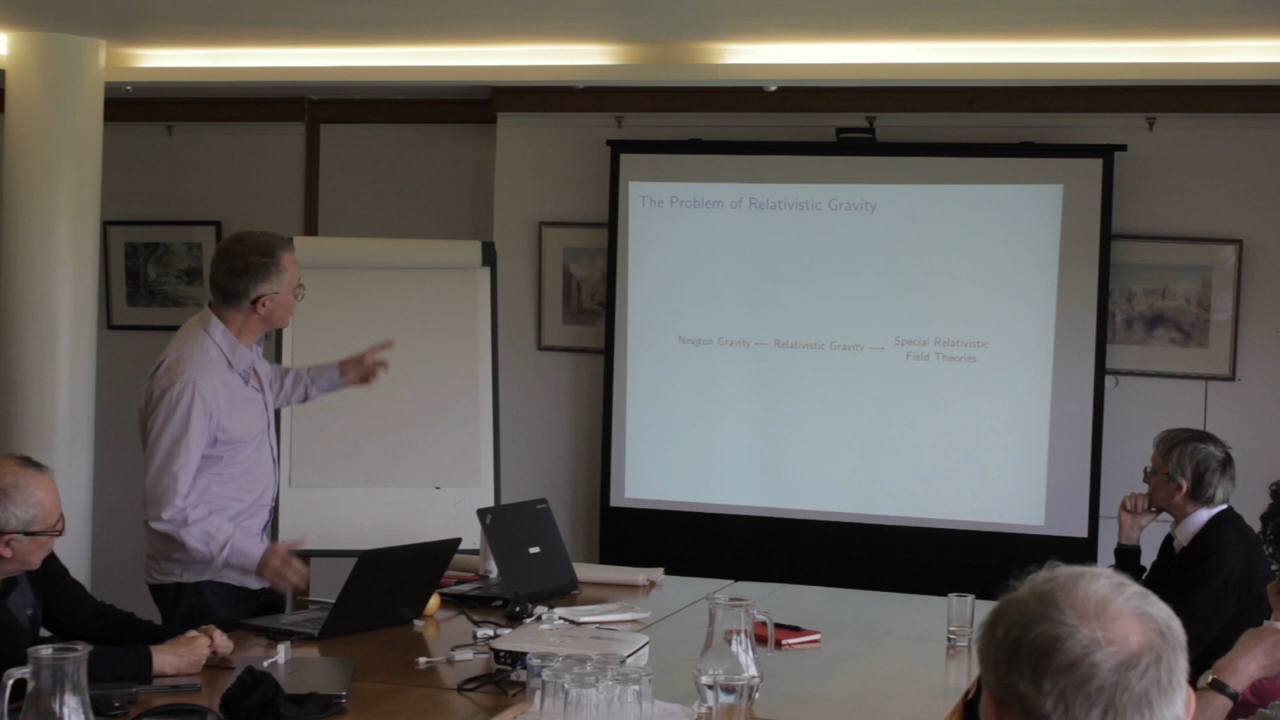 The Problem of Relativistic Gravity
Newton Gravity ← Relativistic Gravity → Special Relativistic
Field Theories